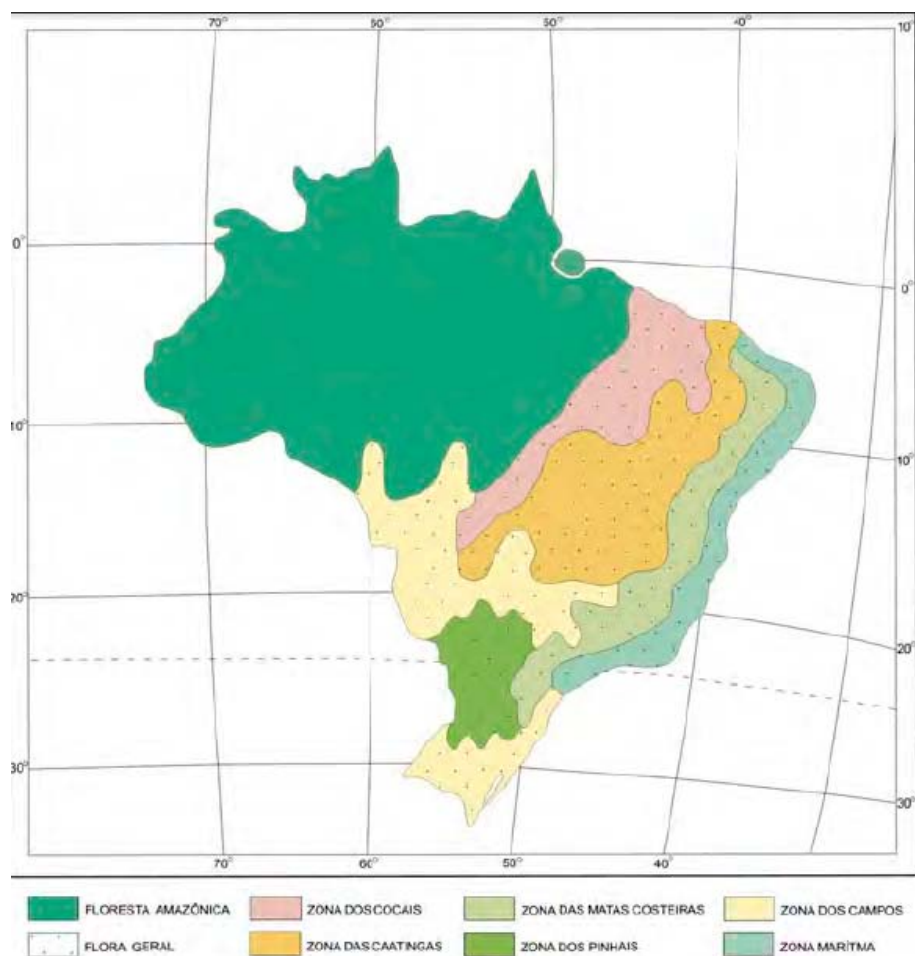 70° 60° 50° 40° 10°
0° 0°
10° 10°
20° 20°
30° 30°
70° 60° 50° 40°
FLORESTA AMAZÔNICA ZONA DOS COCAIS ZONA DAS MATAS COSTEIRAS ZONA DOS CAMPOS
FLORA GERAL ZONA DAS CAATINGAS ZONA DOS PINHAIS ZONA MARÍTMA